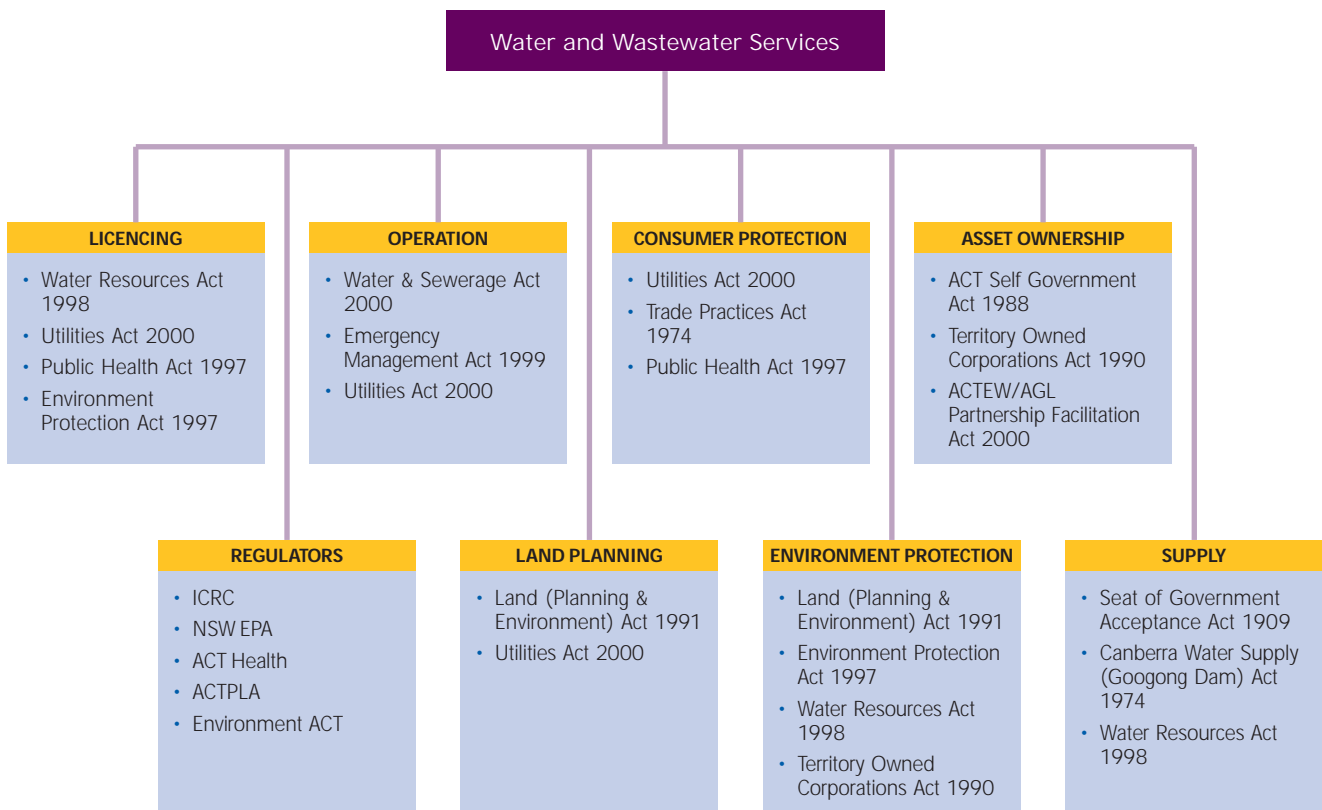 Water and Wastewater Services
LICENCING
• Water Resources Act
1998
• Utilities Act 2000
• Public Health Act 1997
• Environment
Protection Act 1997
OPERATION
• Water & Sewerage Act
2000
• Emergency
Management Act 1999
• Utilities Act 2000
CONSUMER PROTECTION
• Utilities Act 2000
• Trade Practices Act
1974
• Public Health Act 1997
ASSET OWNERSHIP
• ACT Self Government
Act 1988
• Territory Owned
Corporations Act 1990
• ACTEW/AGL
Partnership Facilitation
Act 2000
REGULATORS
• ICRC
• NSW EPA
• ACT Health
• ACTPLA
• Environment ACT
LAND PLANNING
• Land (Planning &
Environment) Act 1991
• Utilities Act 2000
ENVIRONMENT PROTECTION
• Land (Planning &
Environment) Act 1991
• Environment Protection
Act 1997
• Water Resources Act
1998
• Territory Owned
Corporations Act 1990
SUPPLY
• Seat of Government
Acceptance Act 1909
• Canberra Water Supply
(Googong Dam) Act
1974
• Water Resources Act
1998